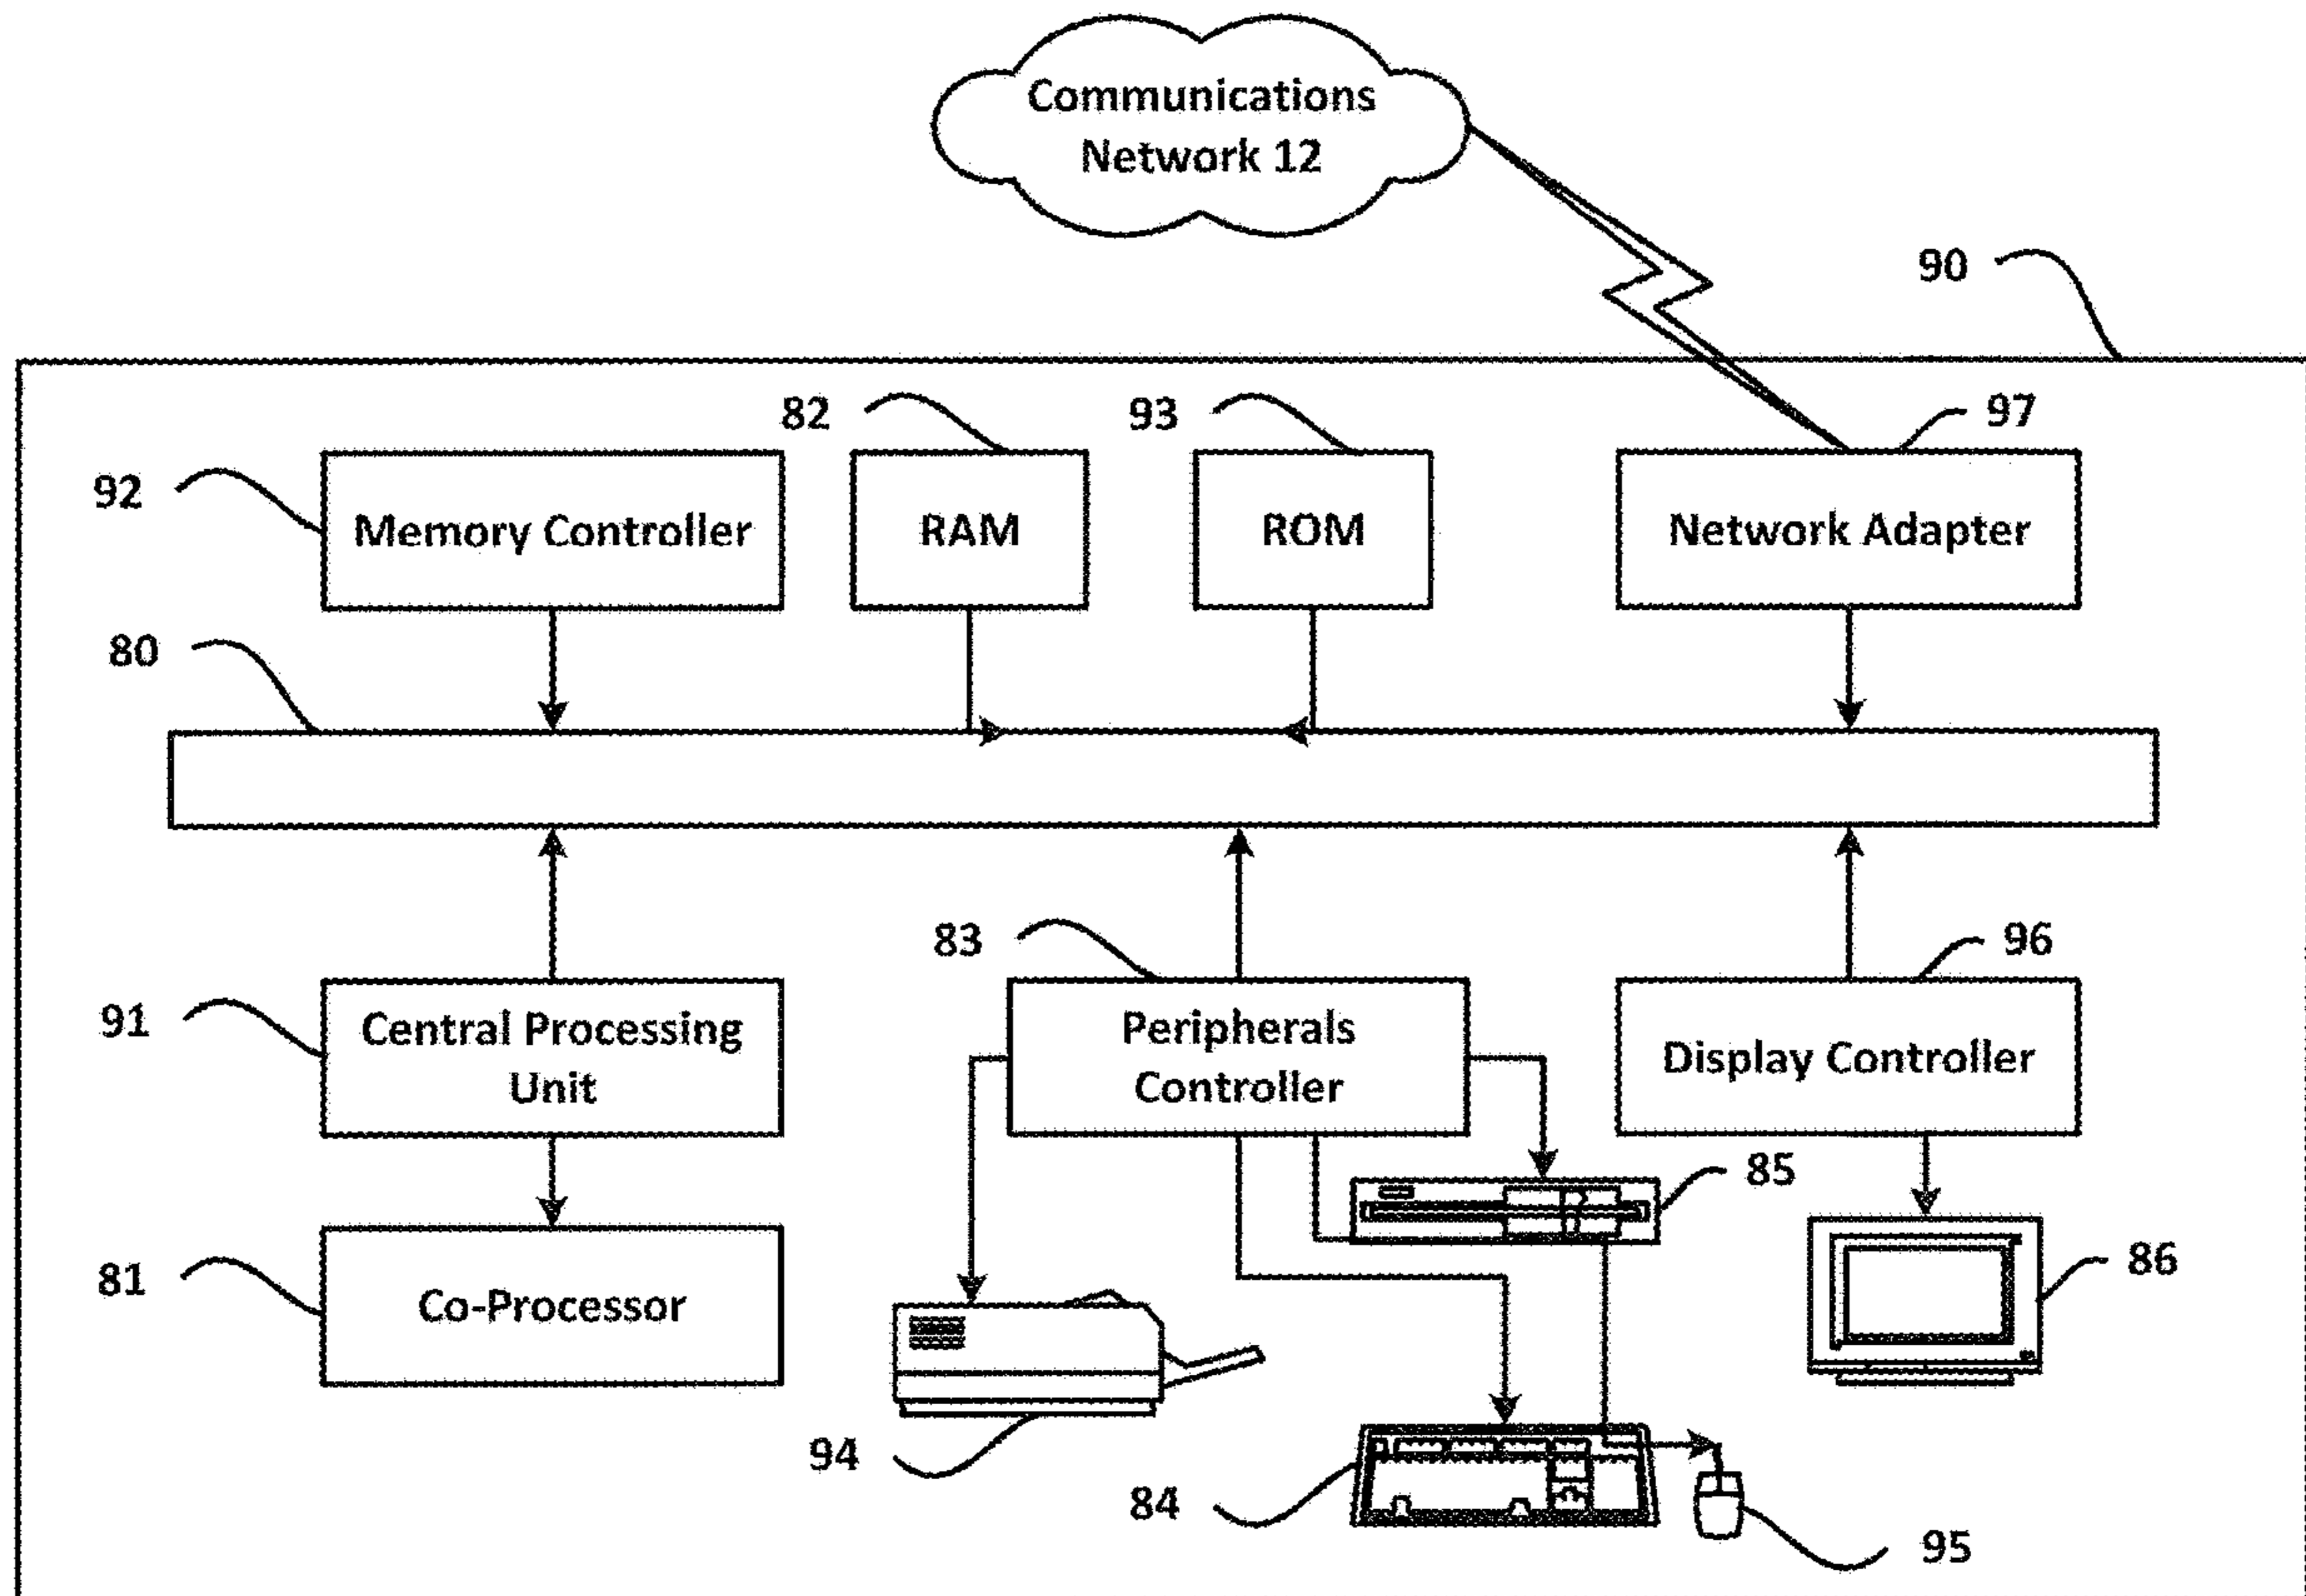 Communications
Network 12
90
82
93
97
92
Memory Controller
RAM
ROM
Network Adapter
80
83
96
91
Central Processing
Unit
Peripherals
Controller
Display Controller
85
81
Co-Processor
86
94
84
95